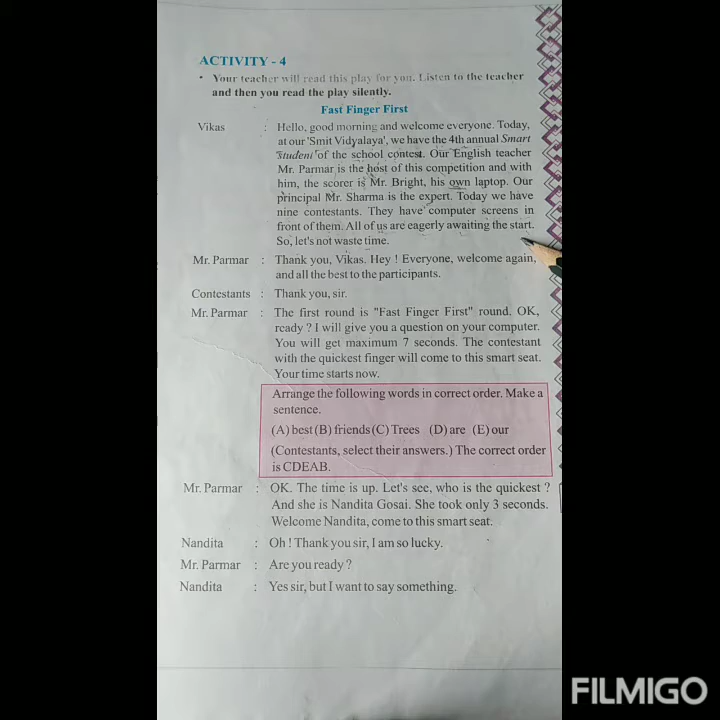 ACTIVITY - 4
• Your teacher will read this play for you. Listen to the teacher
and then you read the play silently.
Fast Finger First
Vikas : Hello, good morning and welcome everyone. Today,
at our 'Smit Vidyalaya', we have the 4th annual Smart
Student of the school contest. Our English teacher
Mr. Parmar is the host of this competition and with
him, the scorer is Mr. Bright, his own laptop. Our
principal Mr. Sharma is the expert. Today we have
nine contestants. They have computer screens in
front of them. All of us are eagerly awaiting the start.
So, let's not waste time.
Mr. Parmar : Thank you, Vikas. Hey ! Everyone, welcome again,
and all the best to the participants.
Contestants : Thank you, sir.
Mr. Parmar : The first round is "Fast Finger First" round. OK,
ready ? I will give you a question on your computer.
You will get maximum 7 seconds. The contestant
with the quickest finger will come to this smart seat.
Your time starts now.
Arrange the following words in correct order. Make a
sentence.
(A) best (B) friends (C) Trees (D) are (E) our
(Contestants, select their answers.) The correct order
is CDEAB.
Mr. Parmar : OK. The time is up. Let's see, who is the quickest ?
And she is Nandita Gosai. She took only 3 seconds.
Welcome Nandita, come to this smart seat.
Nandita : Oh ! Thank you sir, I am so lucky.
Mr. Parmar : Are you ready ?
Nandita : Yes sir, but I want to say something.
FILMIGO